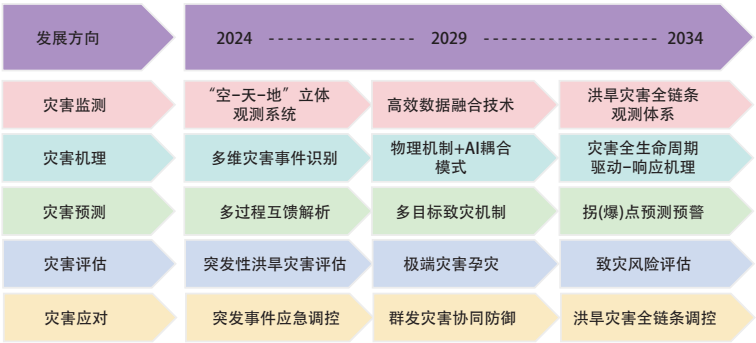 发展方向
2024
2029
2034
灾害监测
“空-天-地”立体
观测系统
高效数据融合技术
洪旱灾害全链条
观测体系
灾害机理
多维灾害事件识别
物理机制+AI耦合
模式
灾害全生命周期
驱动-响应机理
灾害预测
多过程互馈解析
多目标致灾机制
拐(爆)点预测预警
灾害评估
突发性洪旱灾害评估
极端灾害孕灾
致灾风险评估
灾害应对
突发事件应急调控
群发灾害协同防御
洪旱灾害全链条调控